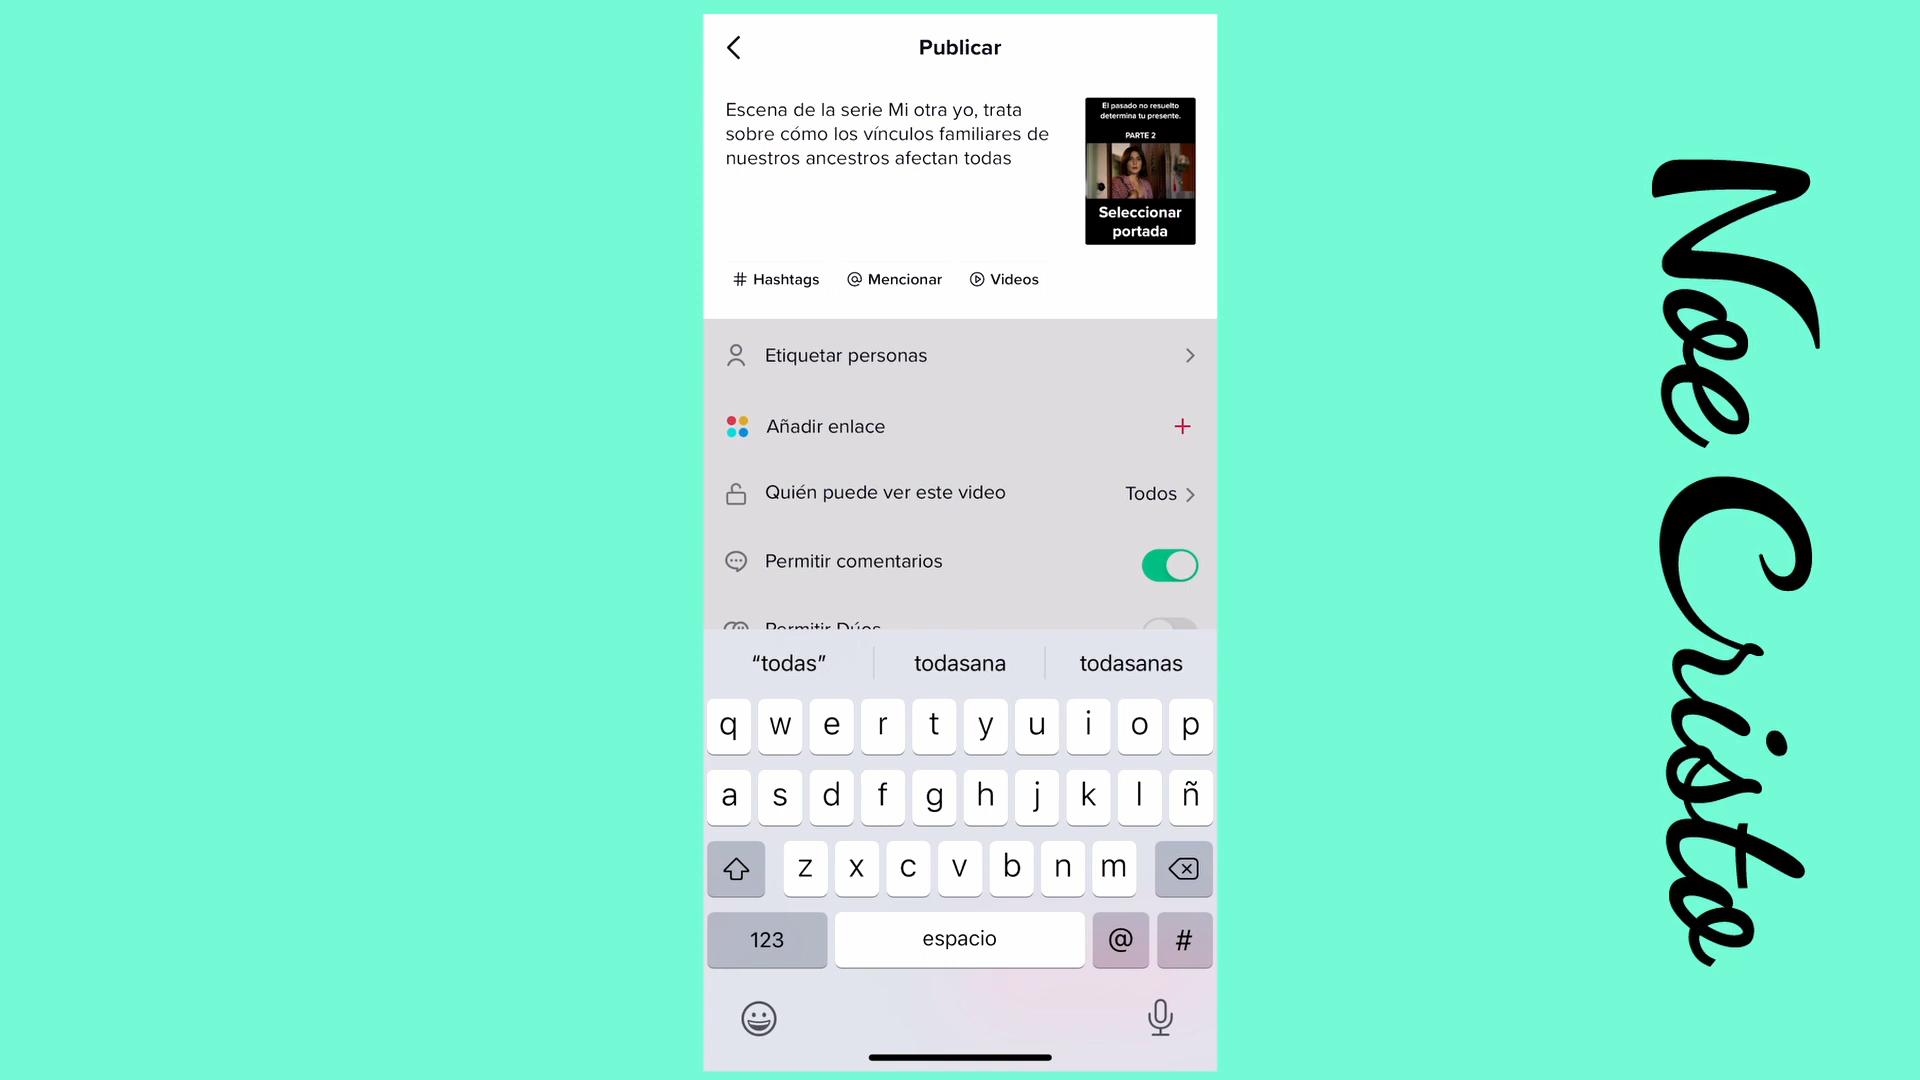 Publicar
Escena de la serie Mi otra yo, trata
sobre cómo los vínculos familiares de
nuestros ancestros afectan todas
El pasado no resuelto
determina tu presente.
PARTE 2
Seleccionar
portada
# Hashtags
@ Mencionar
Videos
Etiquetar personas
Añadir enlace
+
Quién puede ver este video
Todos
Permitir comentarios
Permitir Dúos
“todas”
todasana
todasanas
q w e r t y u i o p
a s d f g h j k l ñ
z x c v b n m
123
espacio
@
#
Noe Cristo